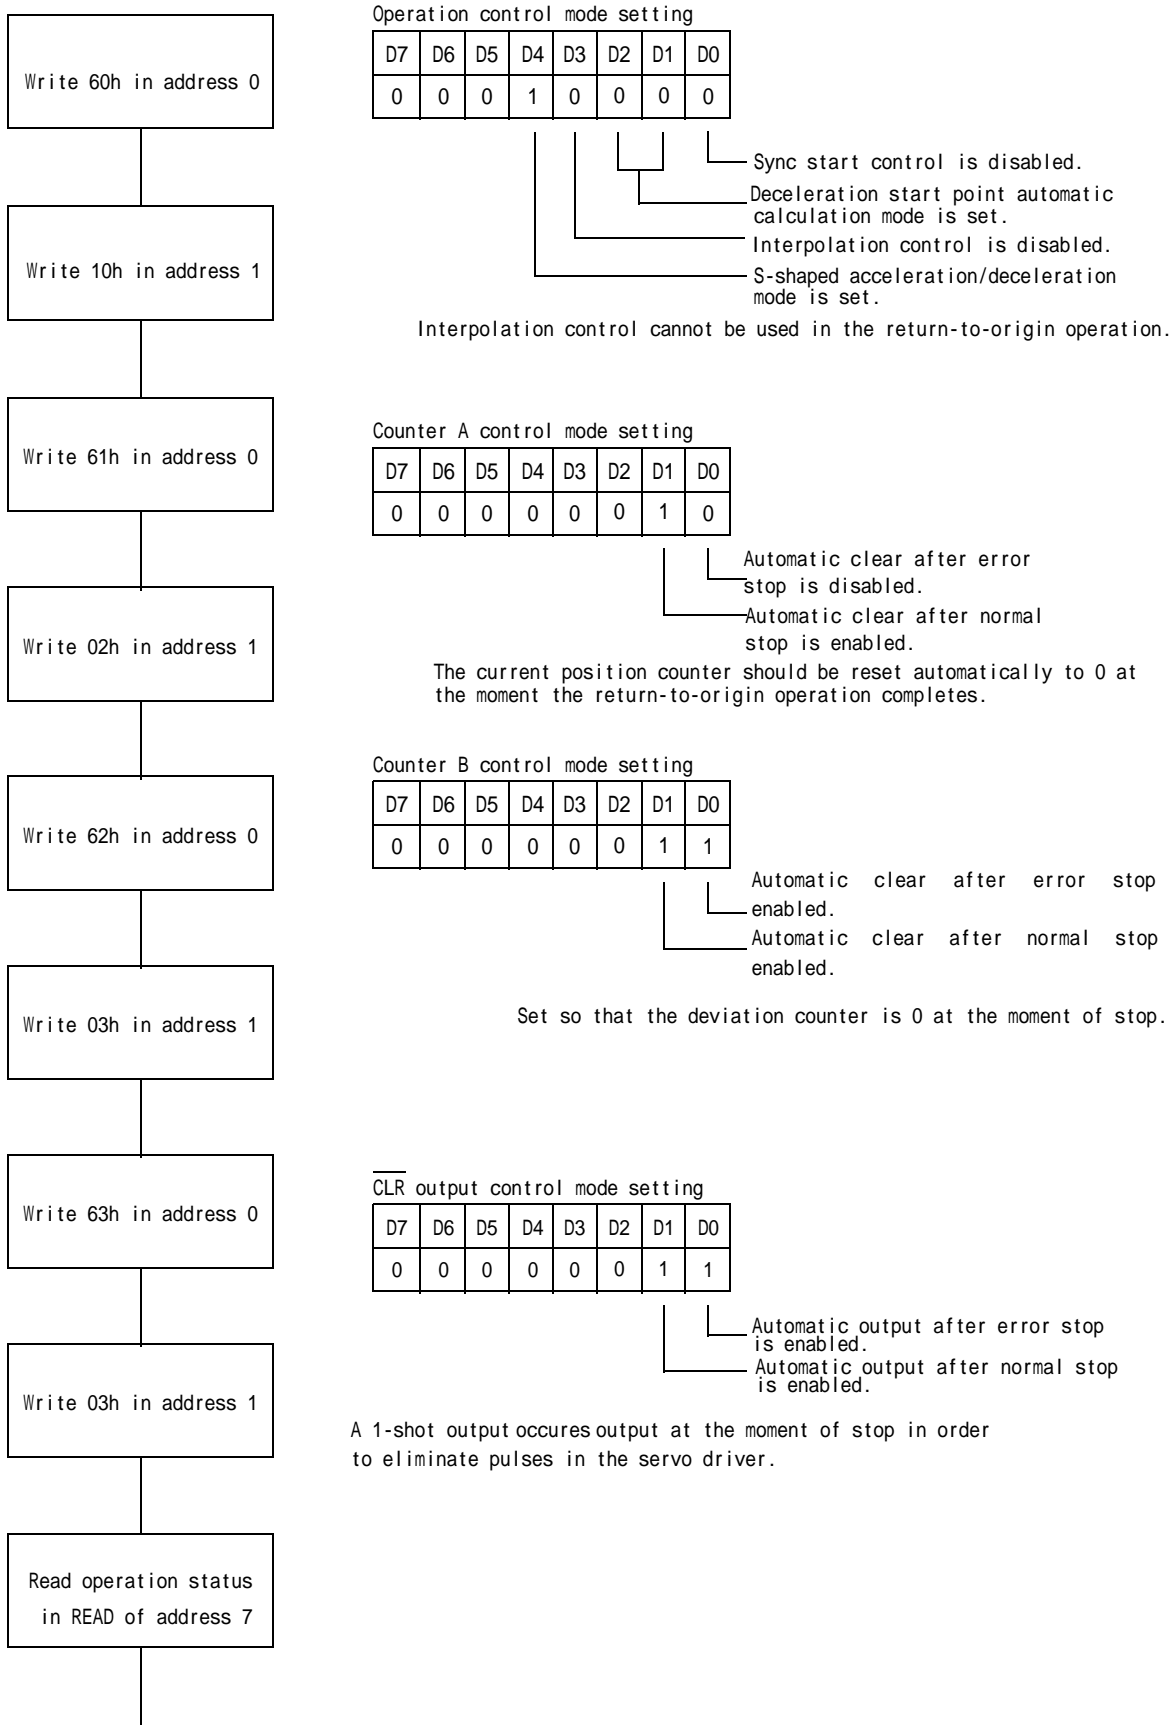 Write 60h in address 0
Operation control mode setting
D7 D6 D5 D4 D3 D2 D1 D0
0 0 0 1 0 0 0 0
Sync start control is disabled.
Deceleration start point automatic
calculation mode is set.
Interpolation control is disabled.
S-shaped acceleration/deceleration
mode is set.
Write 10h in address 1
Interpolation control cannot be used in the return-to-origin operation.
Write 61h in address 0
Counter A control mode setting
D7 D6 D5 D4 D3 D2 D1 D0
0 0 0 0 0 0 1 0
Automatic clear after error
stop is disabled.
Automatic clear after normal
stop is enabled.
Write 02h in address 1
The current position counter should be reset automatically to 0 at
the moment the return-to-origin operation completes.
Write 62h in address 0
Counter B control mode setting
D7 D6 D5 D4 D3 D2 D1 D0
0 0 0 0 0 0 1 1
Automatic clear after error stop
enabled.
Automatic clear after normal stop
enabled.
Write 03h in address 1
Set so that the deviation counter is 0 at the moment of stop.
Write 63h in address 0
CLR output control mode setting
D7 D6 D5 D4 D3 D2 D1 D0
0 0 0 0 0 0 1 1
Automatic output after error stop
is enabled.
Automatic output after normal stop
is enabled.
Write 03h in address 1
A 1-shot output occures output at the moment of stop in order
to eliminate pulses in the servo driver.
Read operation status
in READ of address 7